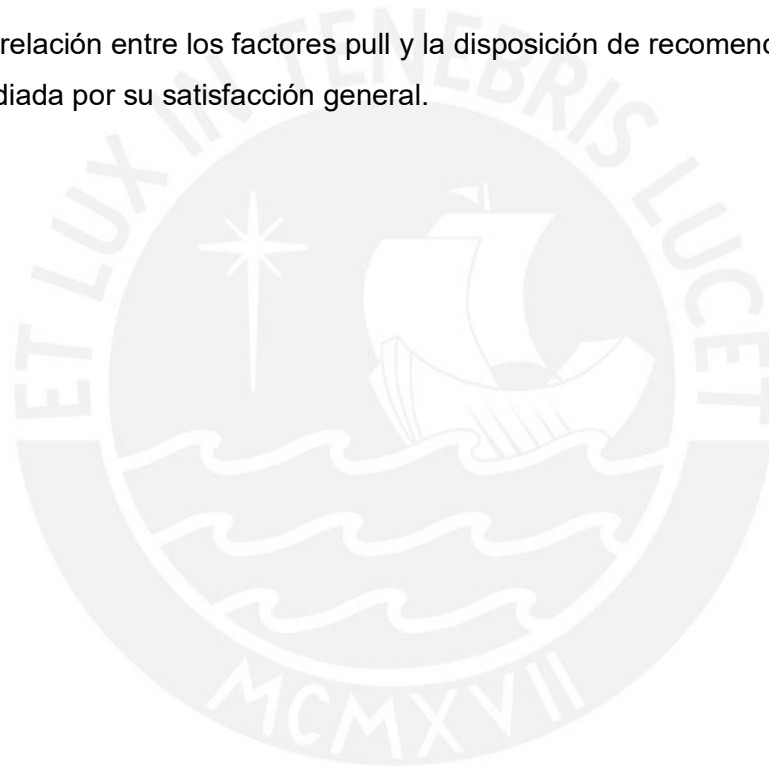 relación entre los factores pull y la disposición de recomend
diada por su satisfacción general.
ET LUX IN TENEBRIS LUCET
MCMXVII